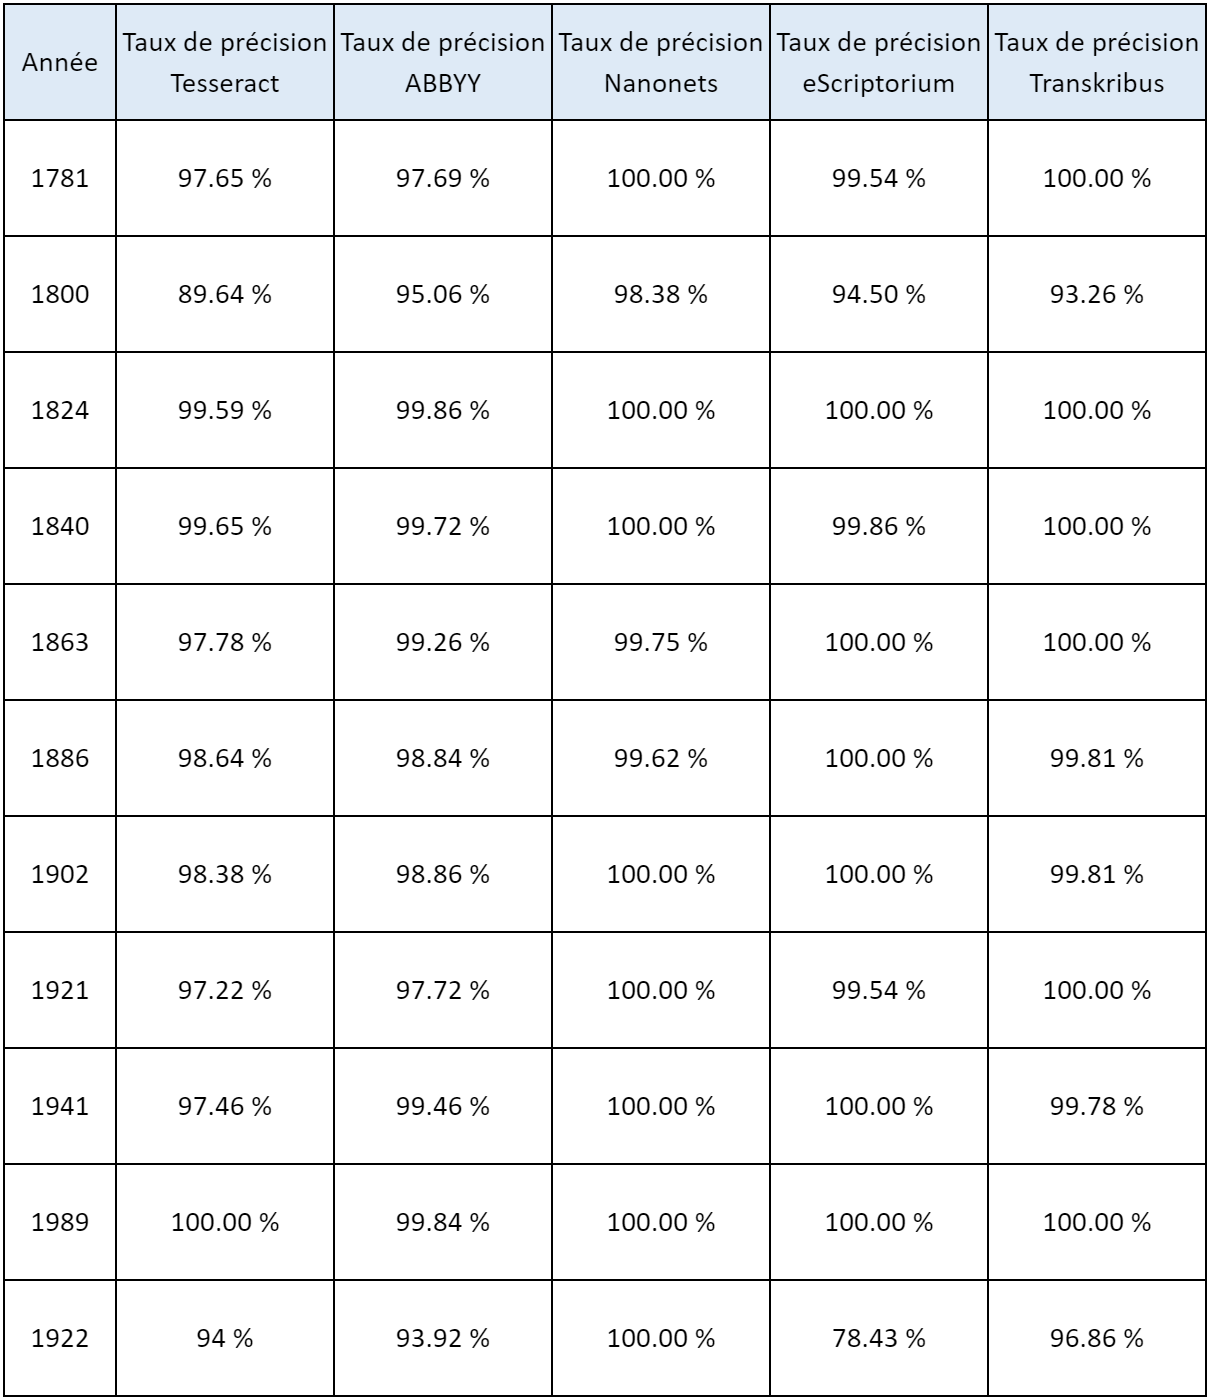 Année | Taux de précision Tesseract | Taux de précision ABBYY | Taux de précision Nanonets | Taux de précision eScriptorium | Taux de précision Transkribus
1781 | 97.65 % | 97.69 % | 100.00 % | 99.54 % | 100.00 %
1800 | 89.64 % | 95.06 % | 98.38 % | 94.50 % | 93.26 %
1824 | 99.59 % | 99.86 % | 100.00 % | 100.00 % | 100.00 %
1840 | 99.65 % | 99.72 % | 100.00 % | 99.86 % | 100.00 %
1863 | 97.78 % | 99.26 % | 99.75 % | 100.00 % | 100.00 %
1886 | 98.64 % | 98.84 % | 99.62 % | 100.00 % | 99.81 %
1902 | 98.38 % | 98.86 % | 100.00 % | 100.00 % | 99.81 %
1921 | 97.22 % | 97.72 % | 100.00 % | 99.54 % | 100.00 %
1941 | 97.46 % | 99.46 % | 100.00 % | 100.00 % | 99.78 %
1989 | 100.00 % | 99.84 % | 100.00 % | 100.00 % | 100.00 %
1922 | 94 % | 93.92 % | 100.00 % | 78.43 % | 96.86 %